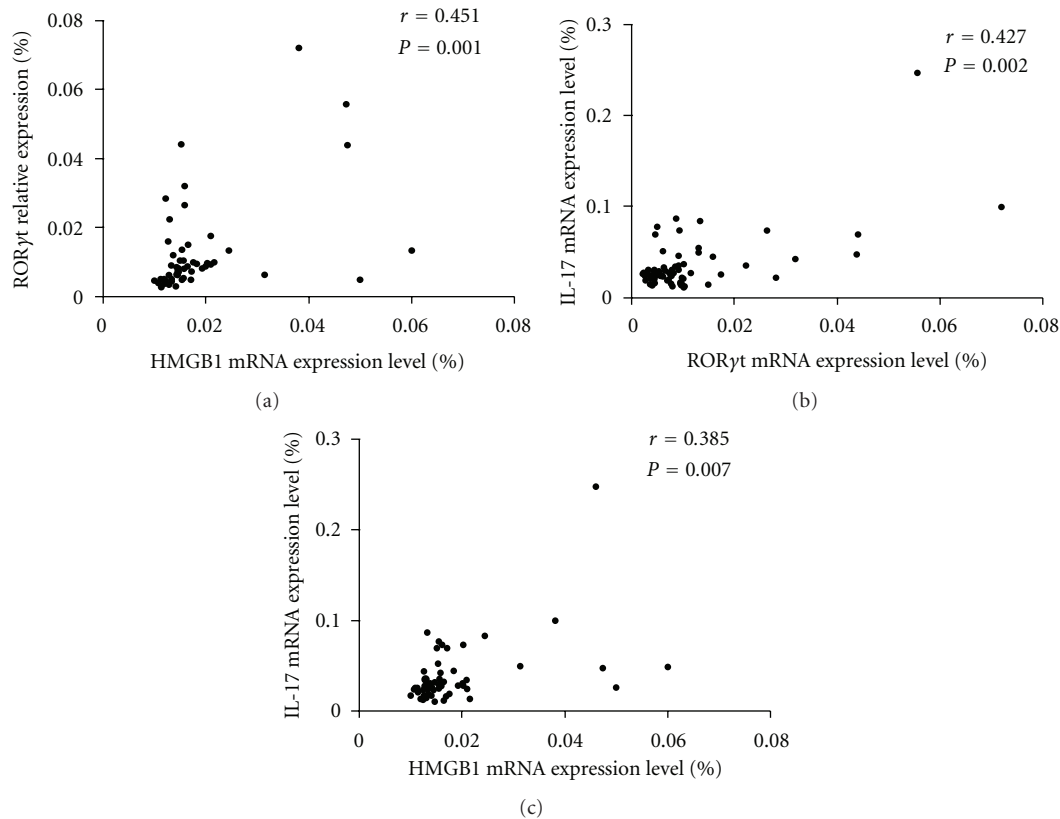 0.08
0.06
0.04
0.02
0
RORγt relative expression (%)
r = 0.451
P = 0.001
0 0.02 0.04 0.06 0.08
HMGB1 mRNA expression level (%)
(a)
0.3
0.2
0.1
0
IL-17 mRNA expression level (%)
r = 0.427
P = 0.002
0 0.02 0.04 0.06 0.08
RORγt mRNA expression level (%)
(b)
0.3
0.2
0.1
0
IL-17 mRNA expression level (%)
r = 0.385
P = 0.007
0 0.02 0.04 0.06 0.08
HMGB1 mRNA expression level (%)
(c)